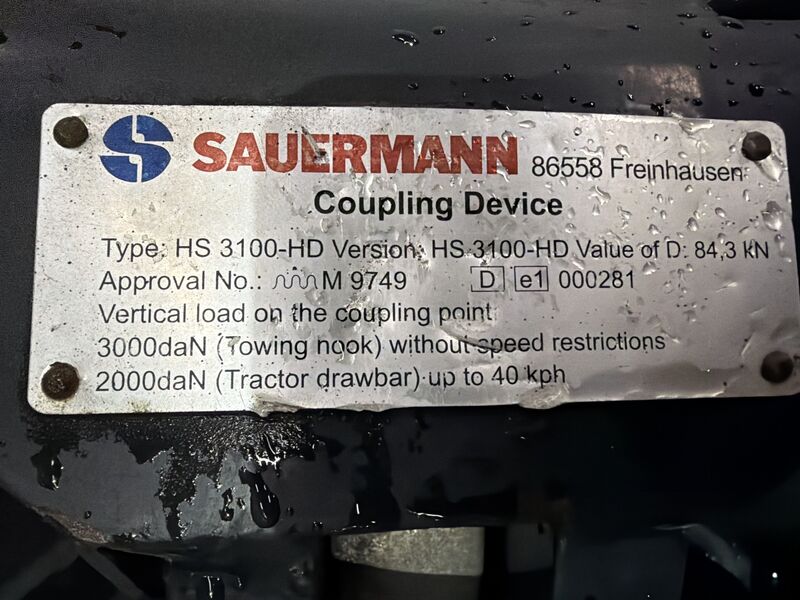 SAUERMANN 86558 Freinhausen
Coupling Device
Type: HS 3100-HD Version: HS 3100-HD Value of D: 84,3 kN
Approval No.: M 9749 D e1 000281
Vertical load on the coupling point
3000daN (Towing hook) without speed restrictions
2000daN (Tractor drawbar) up to 40 kph